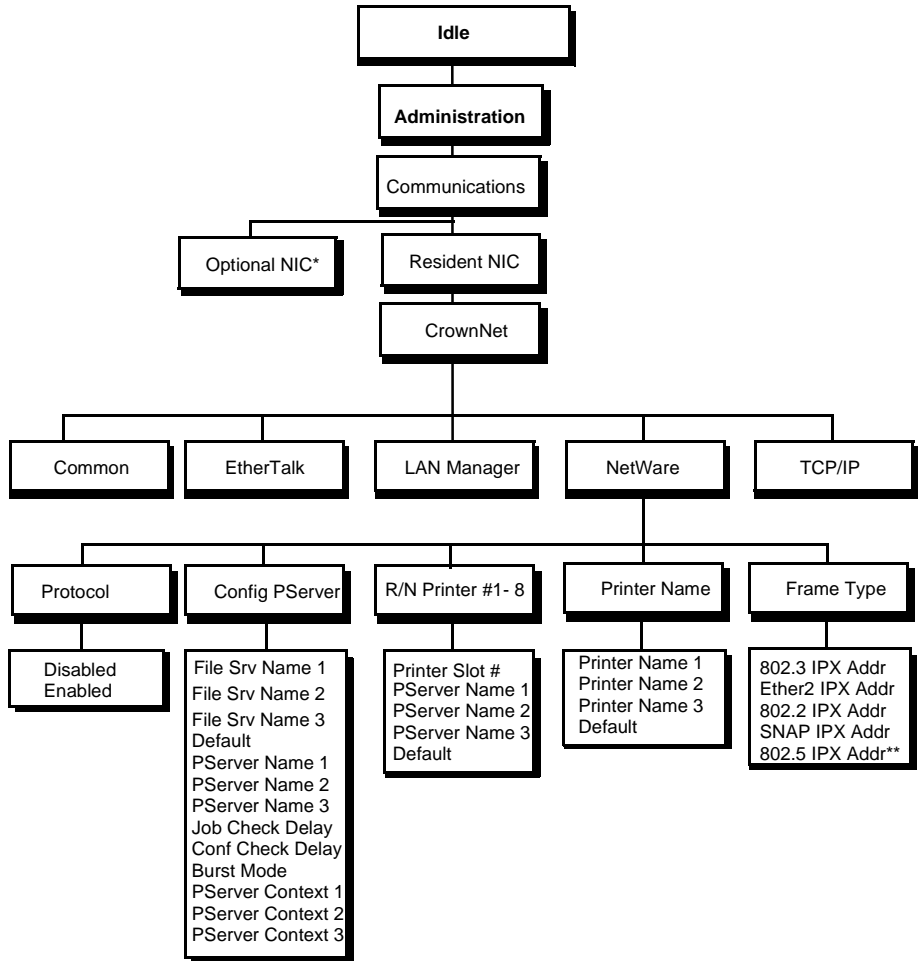 Idle
Administration
Communications
Optional NIC*
Resident NIC
CrownNet
Common
EtherTalk
LAN Manager
NetWare
TCP/IP
Protocol
Config PServer
R/N Printer #1- 8
Printer Name
Frame Type
Disabled
Enabled
File Srv Name 1
File Srv Name 2
File Srv Name 3
Default
PServer Name 1
PServer Name 2
PServer Name 3
Job Check Delay
Conf Check Delay
Burst Mode
PServer Context 1
PServer Context 2
PServer Context 3
Printer Slot #
PServer Name 1
PServer Name 2
PServer Name 3
Default
Printer Name 1
Printer Name 2
Printer Name 3
Default
802.3 IPX Addr
Ether2 IPX Addr
802.2 IPX Addr
SNAP IPX Addr
802.5 IPX Addr**